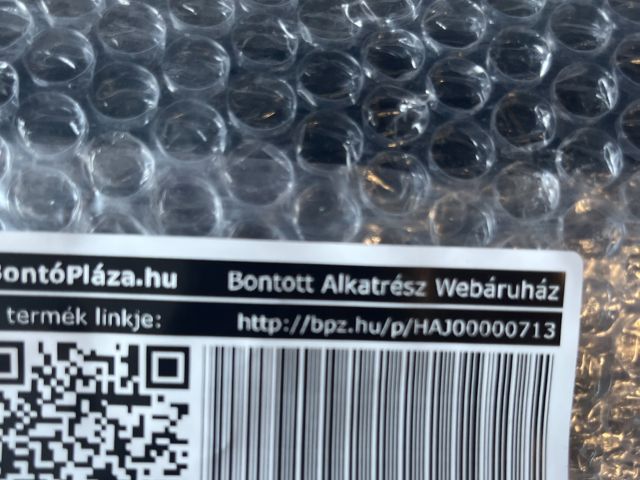 BontóPláza.hu Bontott Alkatrész Webáruház
termék linkje: http://bpz.hu/p/HAJ00000713